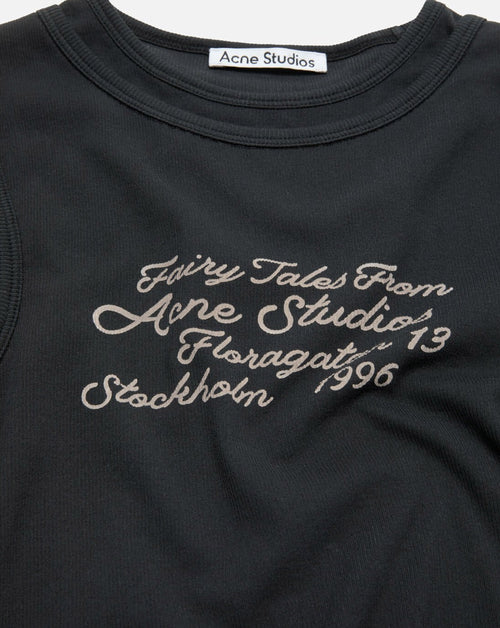 Acne Studios
Fairy Tales From
Acne Studios
Floragatan 13
Stockholm 1996